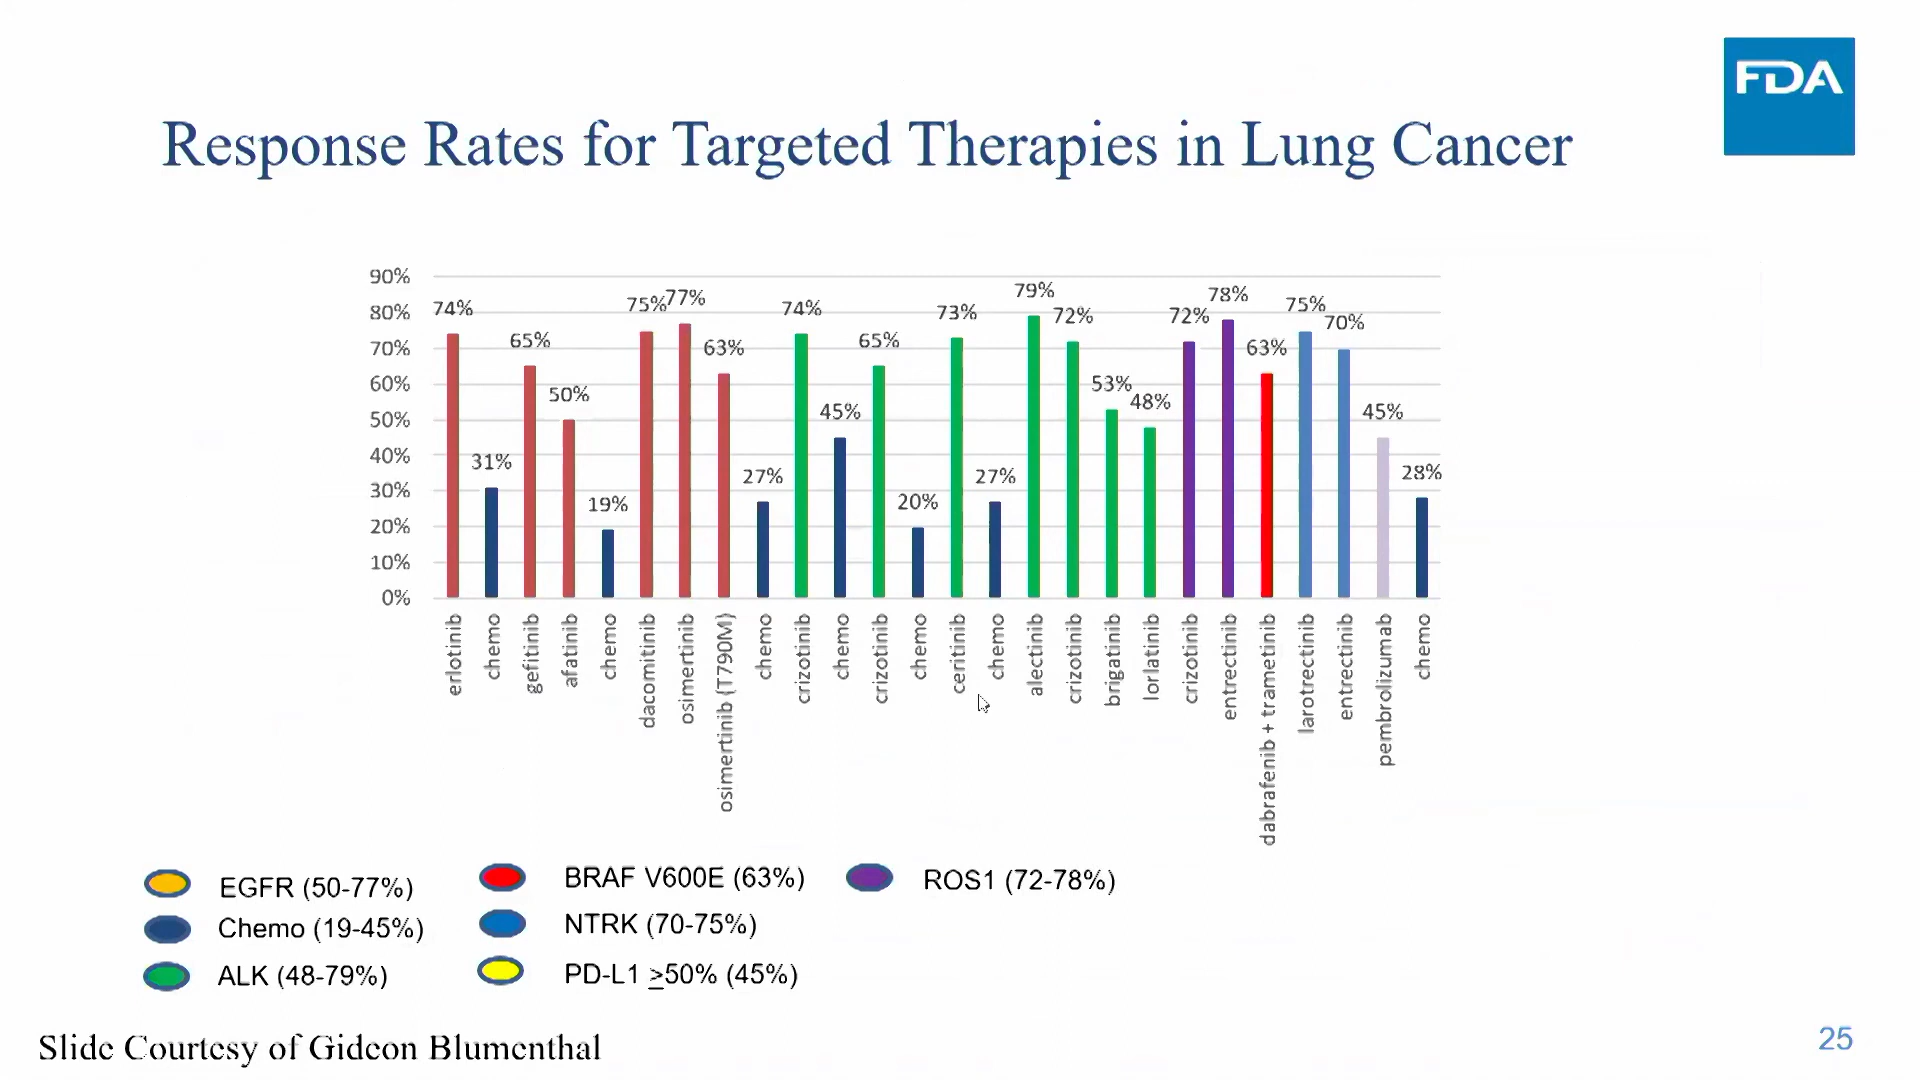 FDA
Response Rates for Targeted Therapies in Lung Cancer
90%
80%
70%
60%
50%
40%
30%
20%
10%
0%
74%
31%
65%
50%
19%
75%
77%
63%
27%
74%
45%
65%
20%
73%
27%
79%
72%
53%
48%
72%
78%
63%
75%
70%
45%
28%
erlotinib
chemo
gefitinib
afatinib
chemo
dacomitinib
osimertinib
osimertinib (T790M)
chemo
crizotinib
chemo
crizotinib
chemo
ceritinib
chemo
alectinib
crizotinib
brigatinib
lorlatinib
crizotinib
entrectinib
dabrafenib + trametinib
larotrectinib
entrectinib
pembrolizumab
chemo
EGFR (50-77%)
Chemo (19-45%)
ALK (48-79%)
BRAF V600E (63%)
NTRK (70-75%)
PD-L1 >50% (45%)
ROS1 (72-78%)
Slide Courtesy of Gideon Blumenthal
25